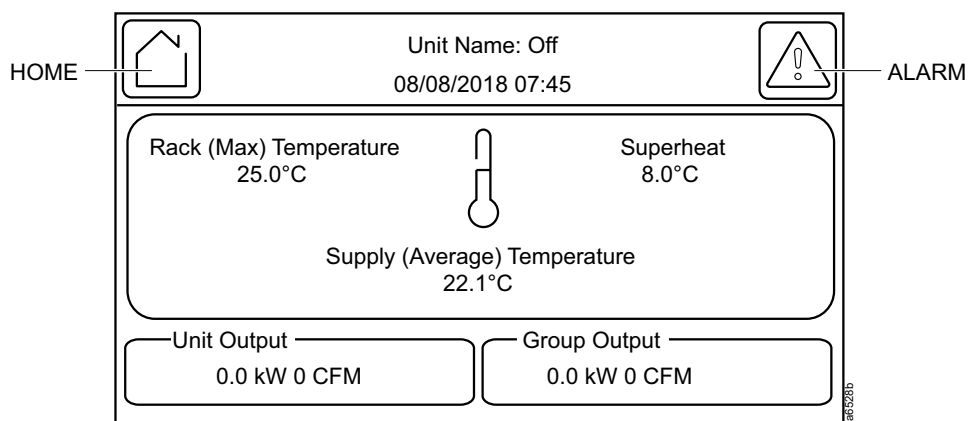 Unit Name: Off
HOME
ALARM
08/08/2018 07:45
Rack (Max) Temperature
25.0°C
Superheat
8.0°C
Supply (Average) Temperature
22.1°C
Unit Output
0.0 kW 0 CFM
Group Output
0.0 kW 0 CFM
a6528b